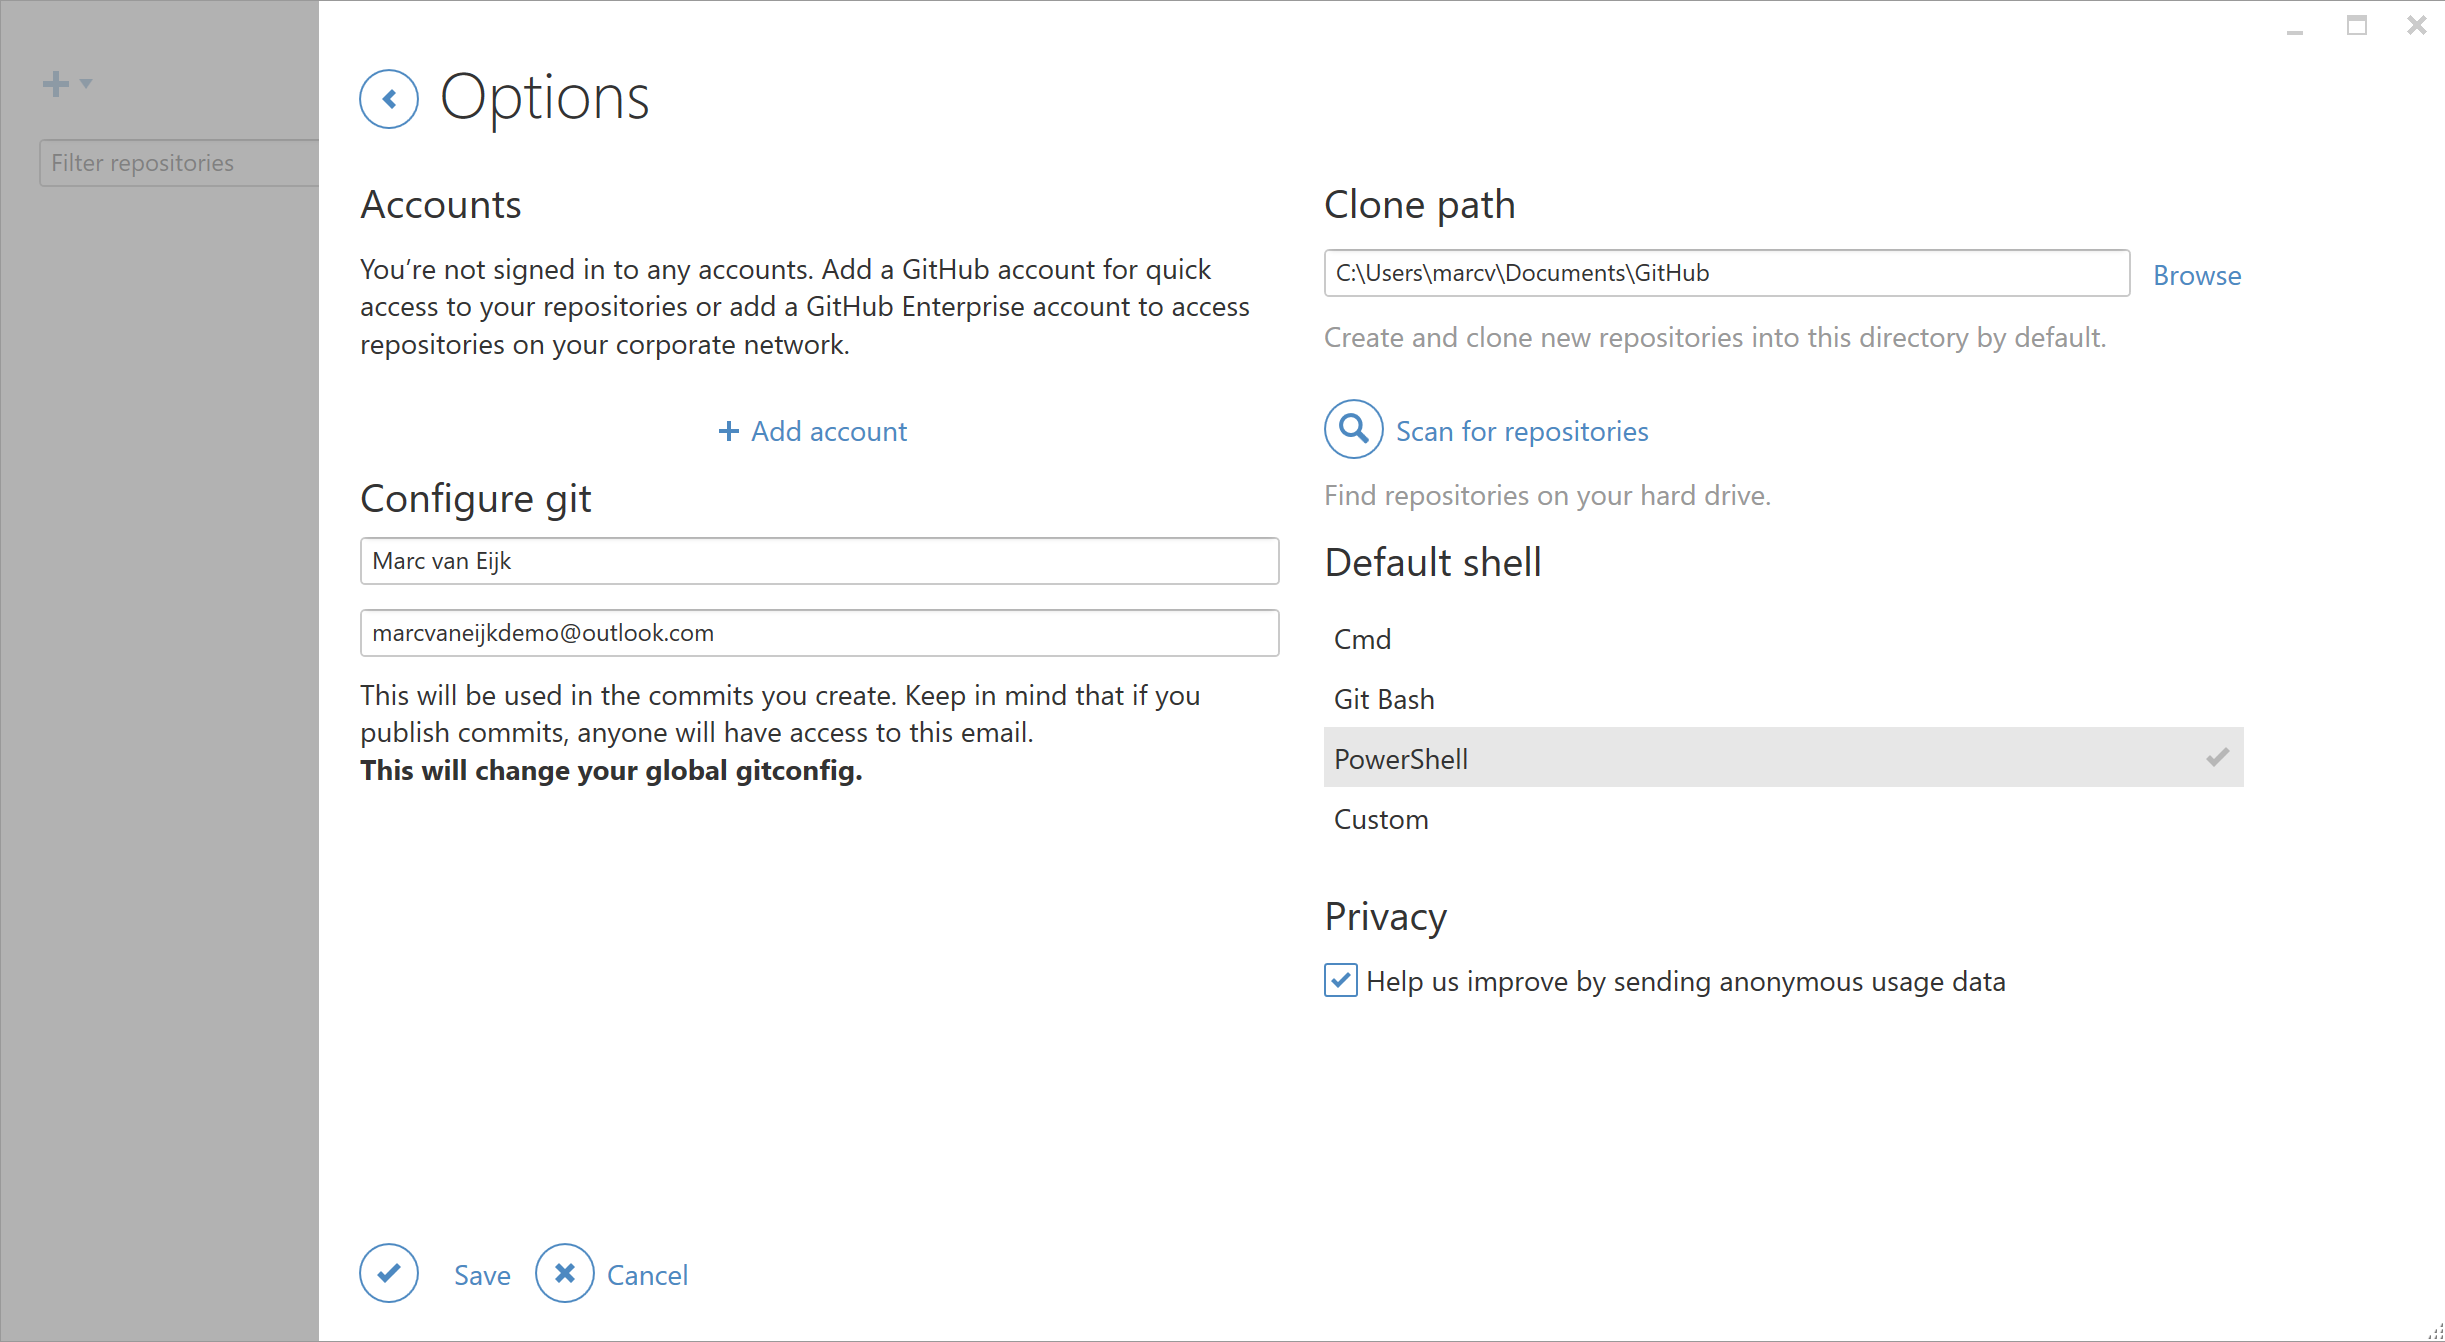 Filter repositories
Options
Accounts
You’re not signed in to any accounts. Add a GitHub account for quick
access to your repositories or add a GitHub Enterprise account to access
repositories on your corporate network.
Add account
Configure git
Marc van Eijk
marcvaneijkdemo@outlook.com
This will be used in the commits you create. Keep in mind that if you
publish commits, anyone will have access to this email.
This will change your global gitconfig.
Clone path
C:\Users\marcv\Documents\GitHub
Browse
Create and clone new repositories into this directory by default.
Scan for repositories
Find repositories on your hard drive.
Default shell
Cmd
Git Bash
PowerShell
Custom
Privacy
Help us improve by sending anonymous usage data
Save
Cancel